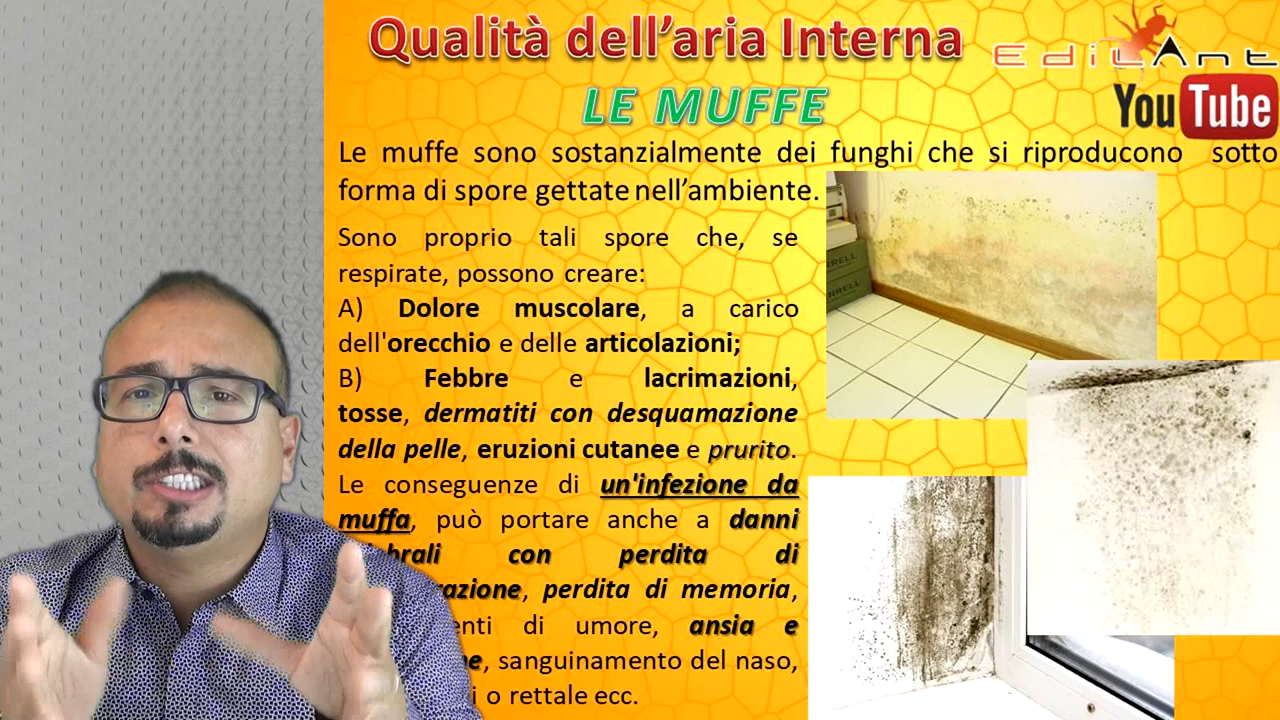 Qualità dell'aria Interna
EdiLAnt
LE MUFFE
YouTube
Le muffe sono sostanzialmente dei funghi che si riproducono sotto
forma di spore gettate nell'ambiente.
Sono proprio tali spore che, se
respirate, possono creare:
A) Dolore muscolare, a carico
dell'orecchio e delle articolazioni;
B) Febbre e lacrimazioni,
tosse, dermatiti con desquamazione
della pelle, eruzioni cutanee e prurito.
Le conseguenze di un'infezione da
muffa, può portare anche a danni
con perdita di
perdita di memoria,
di umore, ansia e
sanguinamento del naso,
o rettale ecc.